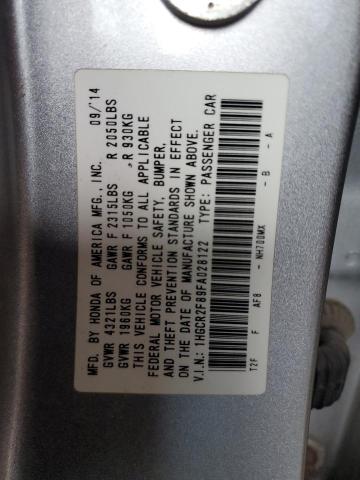 MFD. BY HONDA OF AMERICA MFG., INC. 09/14
GVWR 4321LBS GAWR F 2315LBS R 2050LBS
GVWR 1960KG GAWR F 1050KG R 930KG
THIS VEHICLE CONFORMS TO ALL APPLICABLE
FEDERAL MOTOR VEHICLE SAFETY, BUMPER,
AND THEFT PREVENTION STANDARDS IN EFFECT
ON THE DATE OF MANUFACTURE SHOWN ABOVE.
V.I.N.: 1HGCR2F89FA028122 TYPE: PASSENGER CAR
T2F F AF8 - NH700MX - B - A